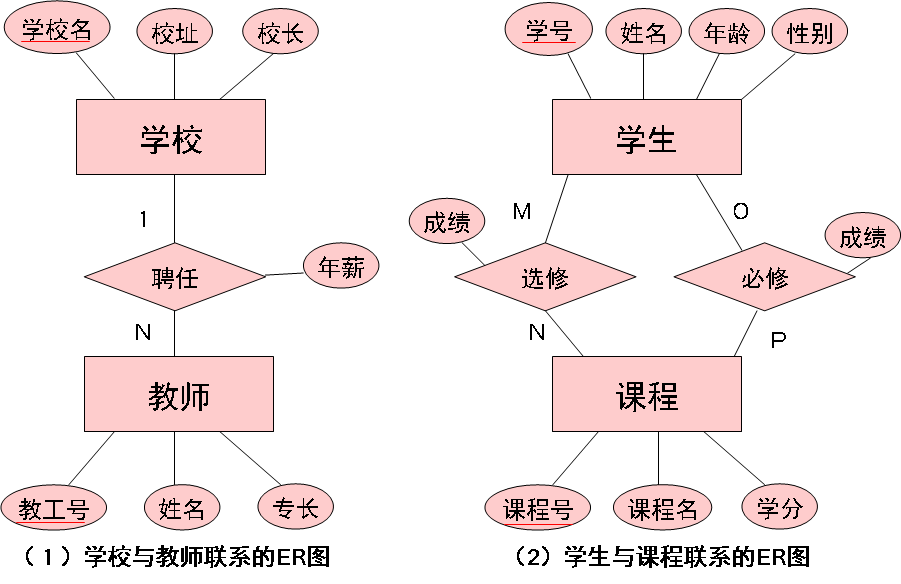 学校名 校址 校长
学校
1
聘任 年薪
N
教师
教工号 姓名 专长
（1）学校与教师联系的ER图
学号 姓名 年龄 性别
学生
M O
成绩 成绩
选修 必修
N P
课程
课程号 课程名 学分
（2）学生与课程联系的ER图